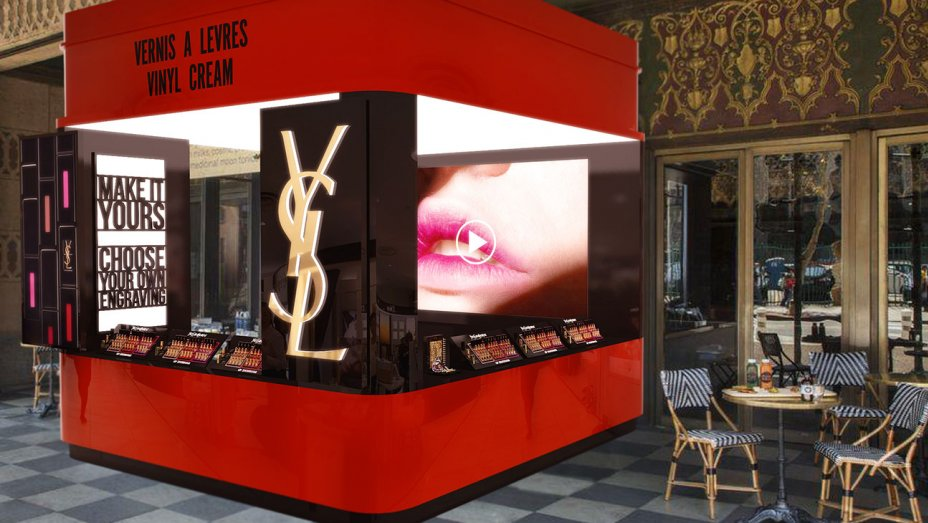 VERNIS A LEVRES
VINYL CREAM
MAKE IT
YOURS
CHOOSE
YOUR OWN
ENGRAVING
YSL